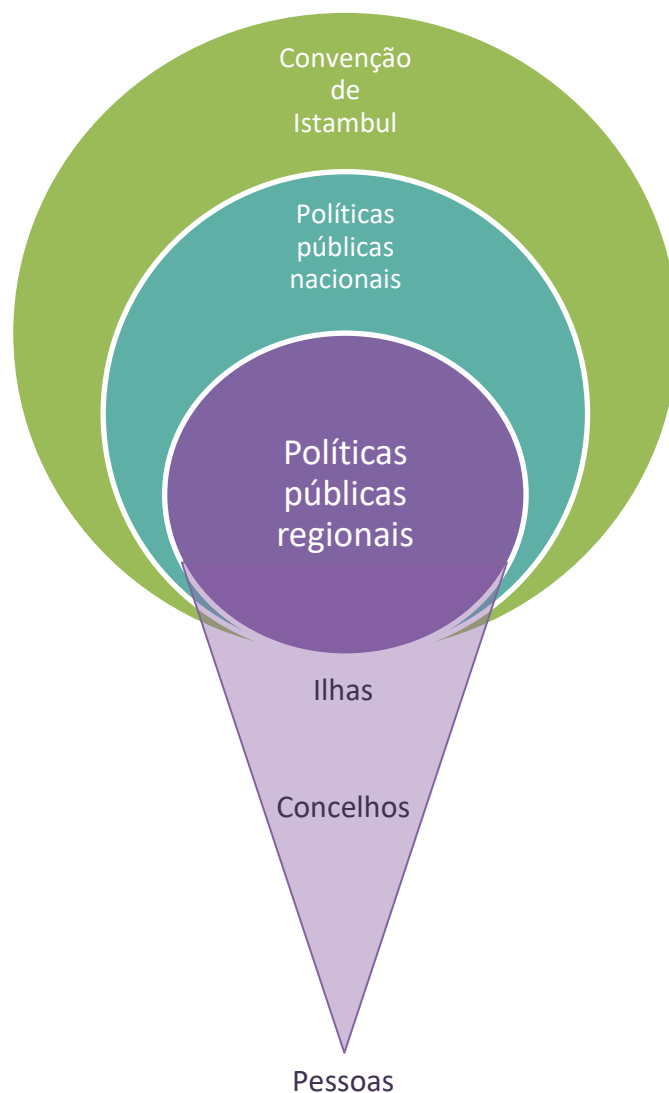 Convenção
de
Istambul
Políticas
públicas
nacionais
Políticas
públicas
regionais
Ilhas
Concelhos
Pessoas